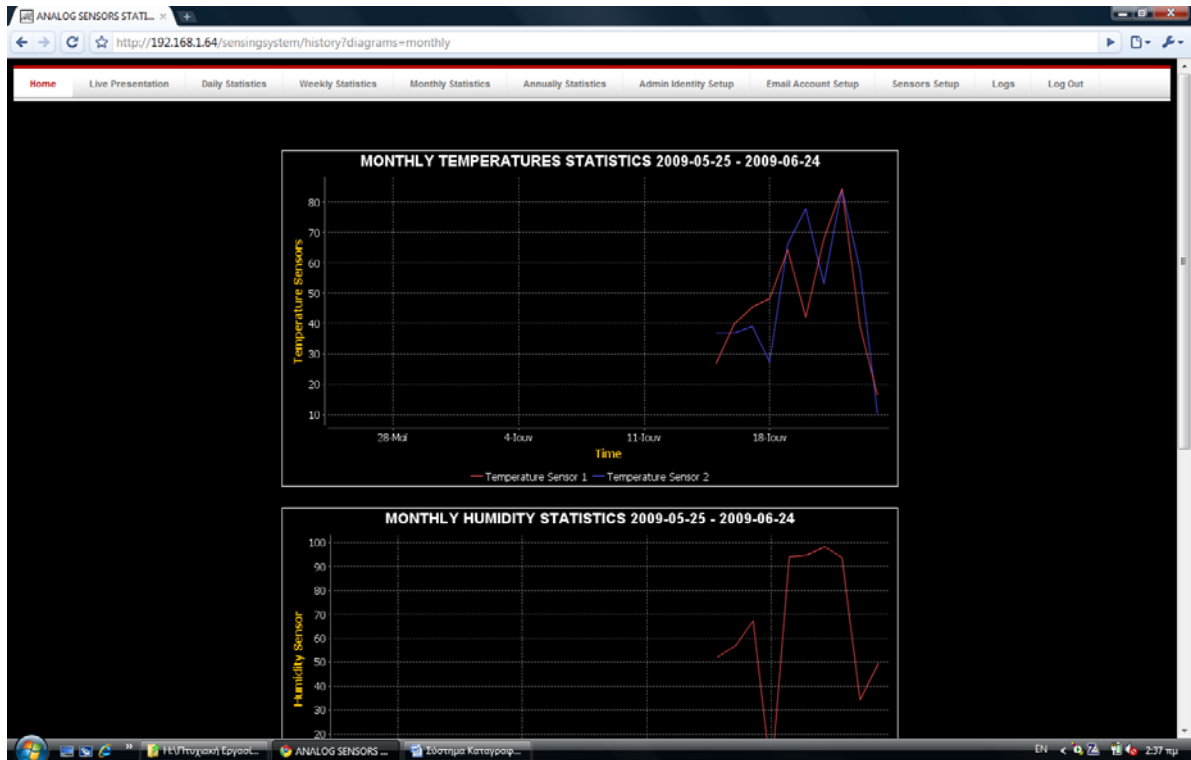 ANALOG SENSORS STATI...
http://192.168.1.64/sensingsystem/history?diagrams=monthly
Home Live Presentation Daily Statistics Weekly Statistics Monthly Statistics Annually Statistics Admin Identity Setup Email Account Setup Sensors Setup Logs Log Out
MONTHLY TEMPERATURES STATISTICS 2009-05-25 - 2009-06-24
Temperature Sensors
80
70
60
50
40
30
20
10
28-Μαϊ 4-Ιουν 11-Ιουν 18-Ιουν
Time
Temperature Sensor 1 Temperature Sensor 2
MONTHLY HUMIDITY STATISTICS 2009-05-25 - 2009-06-24
Humidity Sensor
100
90
80
70
60
50
40
30
20
H:\Πτυχιακή Εργασί... ANALOG SENSORS ... Σύστημα Καταγραφ... EN 2:37 πμ